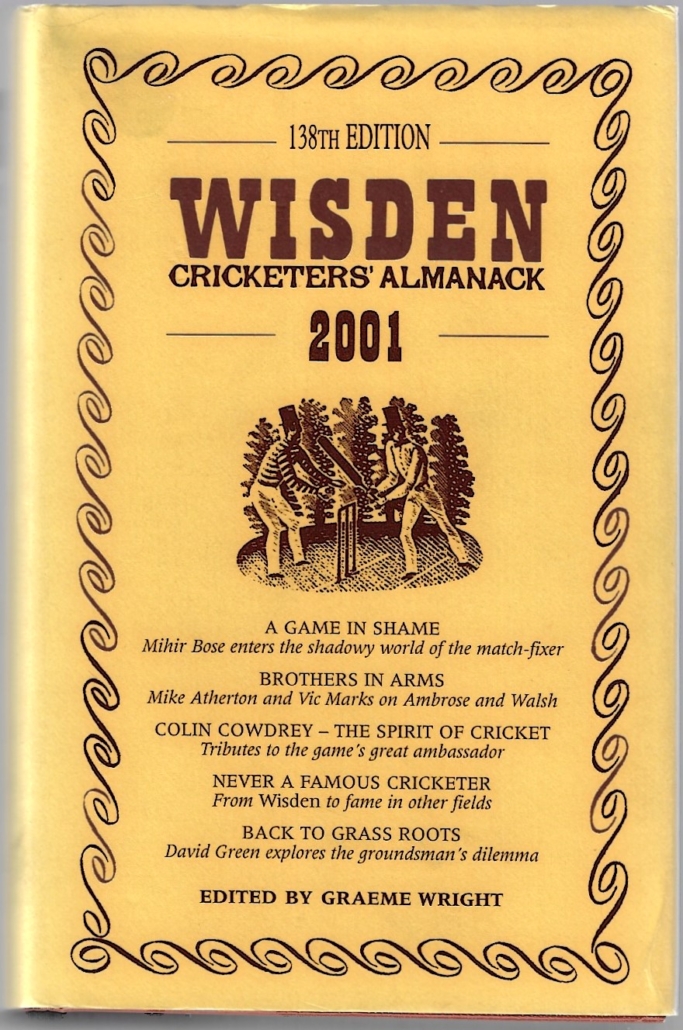 138TH EDITION
WISDEN
CRICKETERS' ALMANACK
2001
A GAME IN SHAME
Mihir Bose enters the shadowy world of the match-fixer
BROTHERS IN ARMS
Mike Atherton and Vic Marks on Ambrose and Walsh
COLIN COWDREY – THE SPIRIT OF CRICKET
Tributes to the game's great ambassador
NEVER A FAMOUS CRICKETER
From Wisden to fame in other fields
BACK TO GRASS ROOTS
David Green explores the groundsman's dilemma
EDITED BY GRAEME WRIGHT